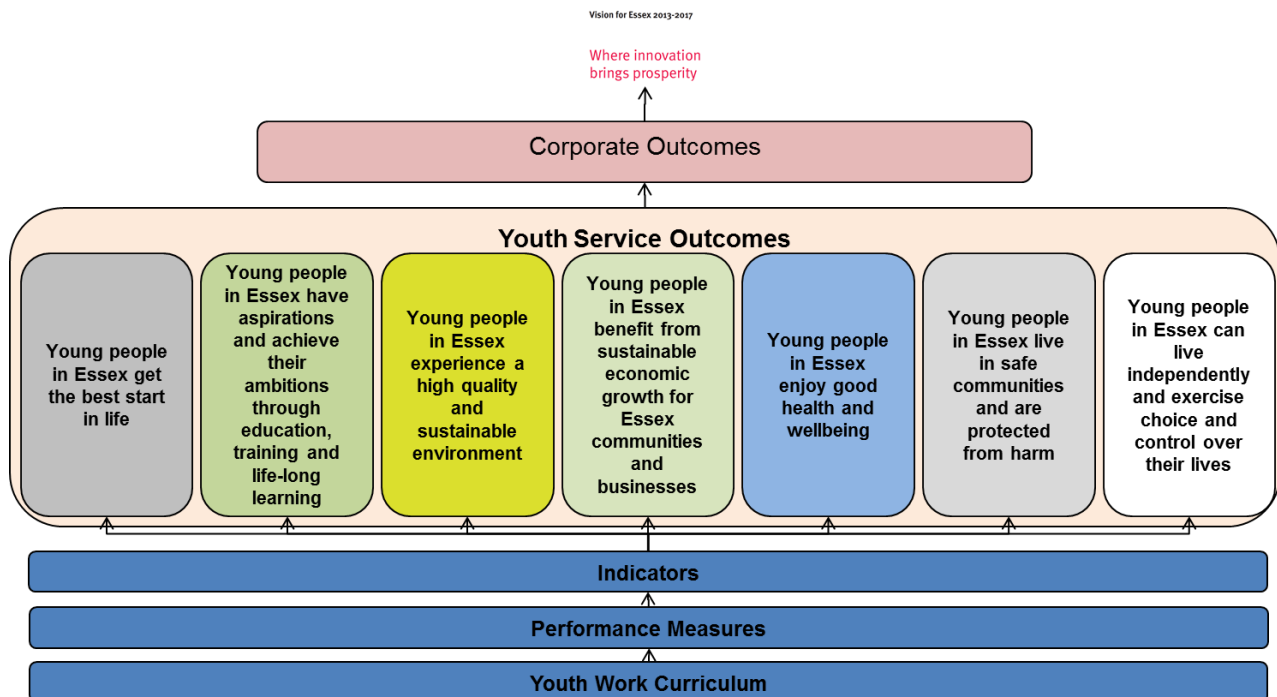 Vision for Essex 2013-2017
Where innovation
brings prosperity
Corporate Outcomes
Youth Service Outcomes
Young people
in Essex get
the best start
in life
Young people
in Essex have
aspirations
and achieve
their
ambitions
through
education,
training and
life-long
learning
Young people
in Essex
experience a
high quality
and
sustainable
environment
Young people
in Essex
benefit from
sustainable
economic
growth for
Essex
communities
and
businesses
Young people
in Essex
enjoy good
health and
wellbeing
Young people
in Essex live
in safe
communities
and are
protected
from harm
Young people
in Essex can
live
independently
and exercise
choice and
control over
their lives
Indicators
Performance Measures
Youth Work Curriculum